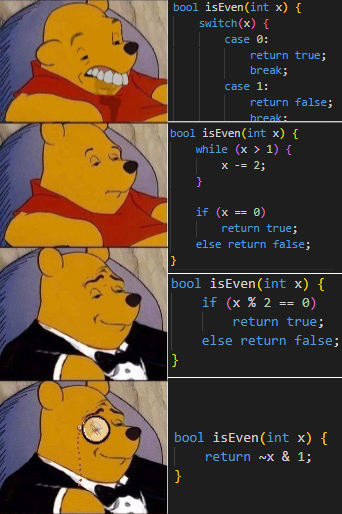 bool isEven(int x) {
switch(x) {
case 0:
return true;
break;
case 1:
return false;
break;
bool isEven(int x) {
while (x > 1) {
x -= 2;
}
if (x == 0)
return true;
else return false;
}
bool isEven(int x) {
if (x % 2 == 0)
return true;
else return false;
}
bool isEven(int x) {
return ~x & 1;
}